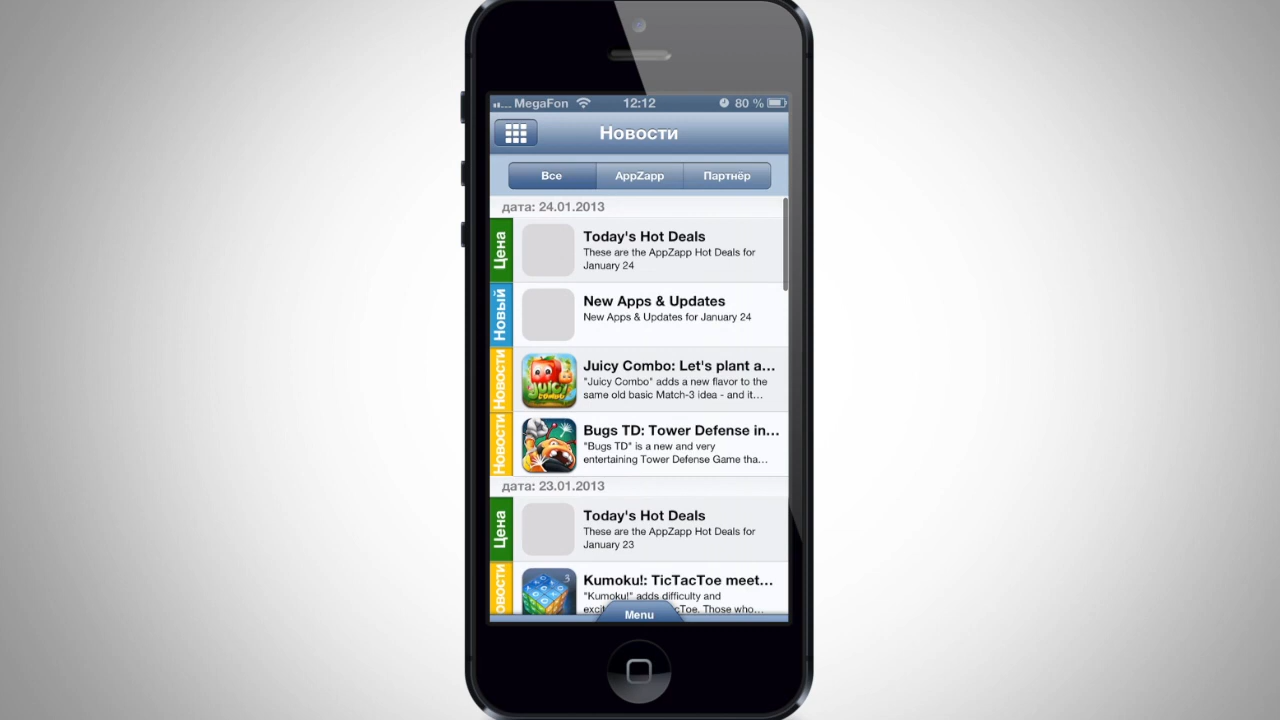 MegaFon 12:12 80 %
Новости
Все AppZapp Партнёр
дата: 24.01.2013
Цена
Today's Hot Deals
These are the AppZapp Hot Deals for
January 24
Новый
New Apps & Updates
New Apps & Updates for January 24
Новости
JUICY
COMBO
Juicy Combo: Let's plant a...
"Juicy Combo" adds a new flavor to the
same old basic Match-3 idea - and it...
Новости
Bugs TD: Tower Defense in...
"Bugs TD" is a new and very
entertaining Tower Defense Game tha...
дата: 23.01.2013
Цена
Today's Hot Deals
These are the AppZapp Hot Deals for
January 23
овости
3
Kumoku!: TicTacToe meet...
"Kumoku!" adds difficulty and
Those who...
Menu